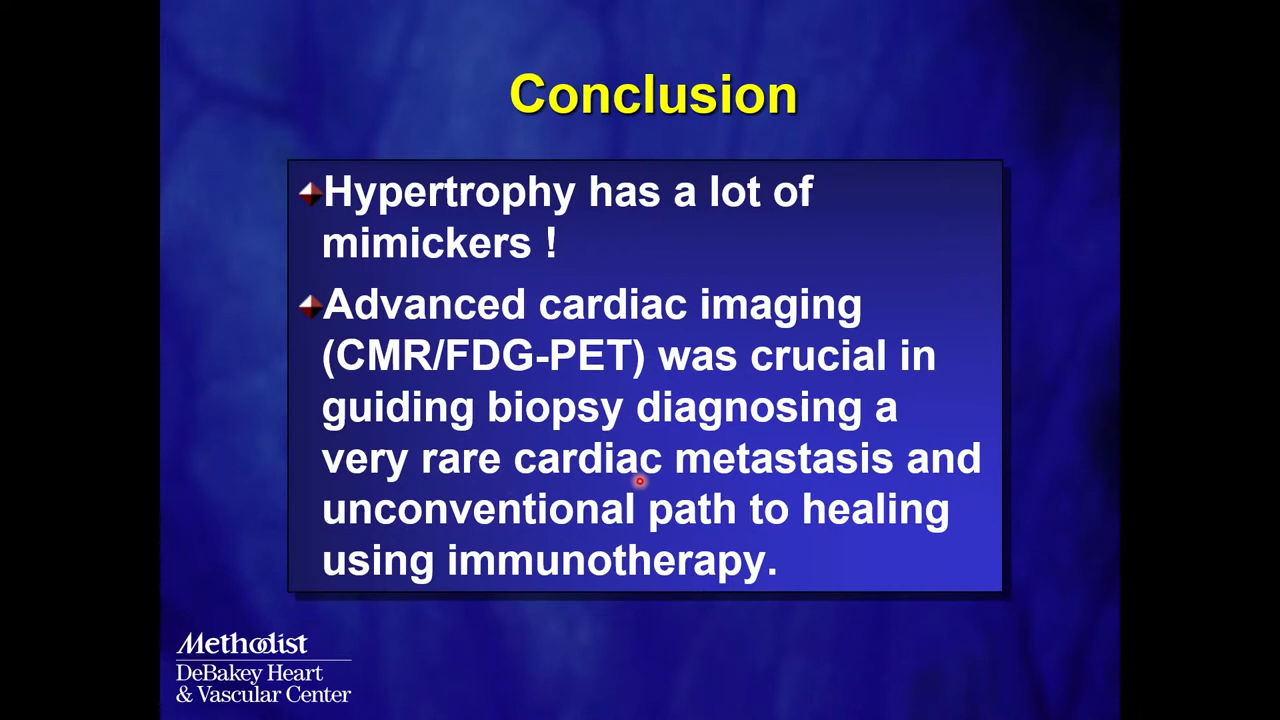 Conclusion
Hypertrophy has a lot of
mimickers !
Advanced cardiac imaging
(CMR/FDG-PET) was crucial in
guiding biopsy diagnosing a
very rare cardiac metastasis and
unconventional path to healing
using immunotherapy.
Methodist
DeBakey Heart
& Vascular Center